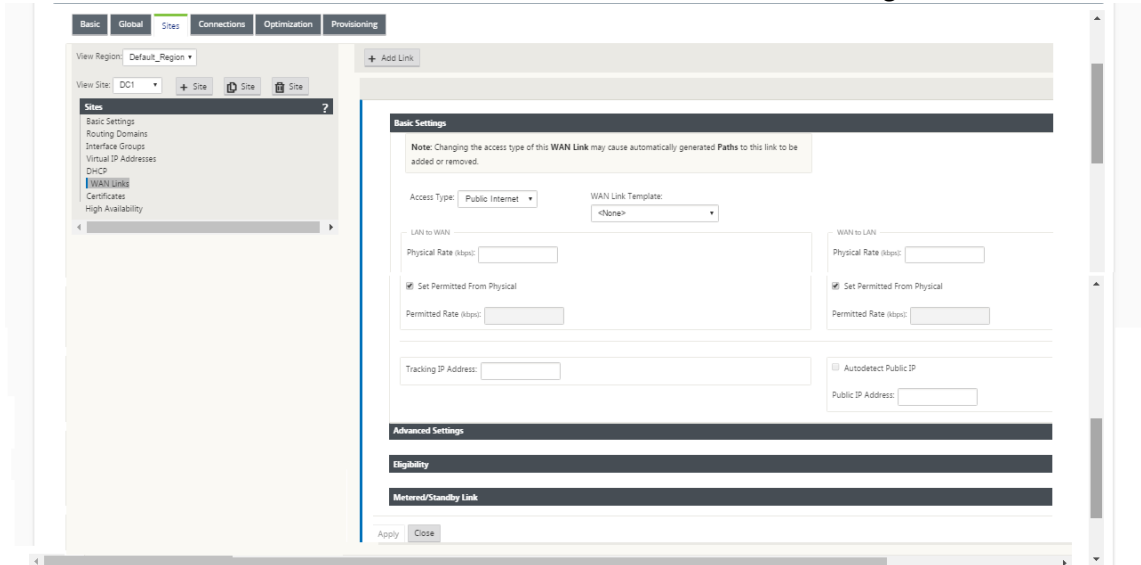 Basic Global Sites Connections Optimization Provisioning
View Region: Default_Region
+ Add Link
View Site: DC1 + Site Site Site
Sites ?
Basic Settings
Routing Domains
Interface Groups
Virtual IP Addresses
DHCP
WAN Links
Certificates
High Availability
Basic Settings
Note: Changing the access type of this WAN Link may cause automatically generated Paths to this link to be
added or removed.
Access Type: Public Internet WAN Link Template:
<None>
LAN to WAN WAN to LAN
Physical Rate (kbps): Physical Rate (kbps):
Set Permitted From Physical Set Permitted From Physical
Permitted Rate (kbps): Permitted Rate (kbps):
Tracking IP Address: Autodetect Public IP
Public IP Address:
Advanced Settings
Eligibility
Metered/Standby Link
Apply Close